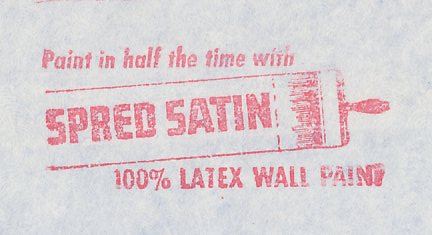 Paint in half the time with
SPRED SATIN
100% LATEX WALL PAINT